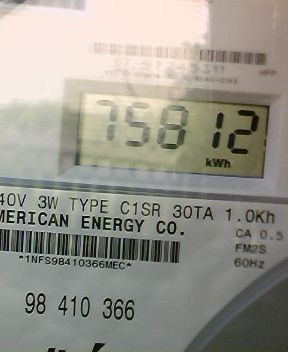 75812
kWh
40V 3W TYPE C1SR 30TA 1.0Kh
MERICAN ENERGY CO.
CA 0.5
FM2S
*1NFS98410366MEC*
60Hz
98 410 366